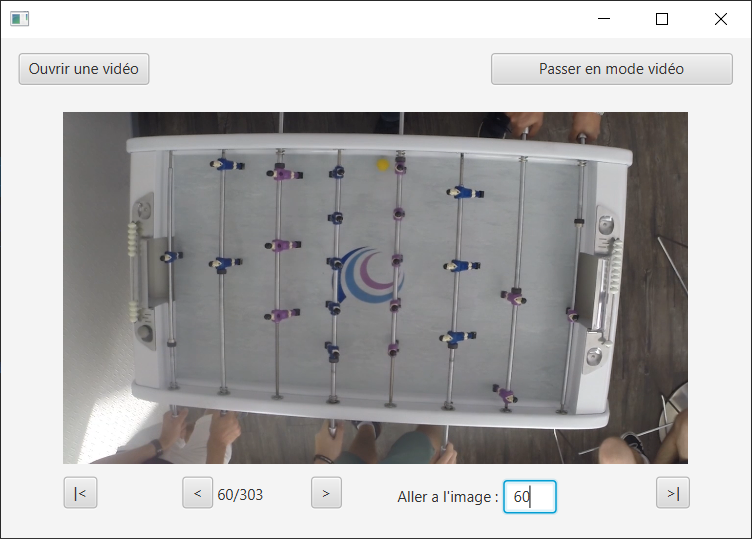 Ouvrir une vidéo
Passer en mode vidéo
|<
<
60/303
>
Aller a l'image :
60
>|